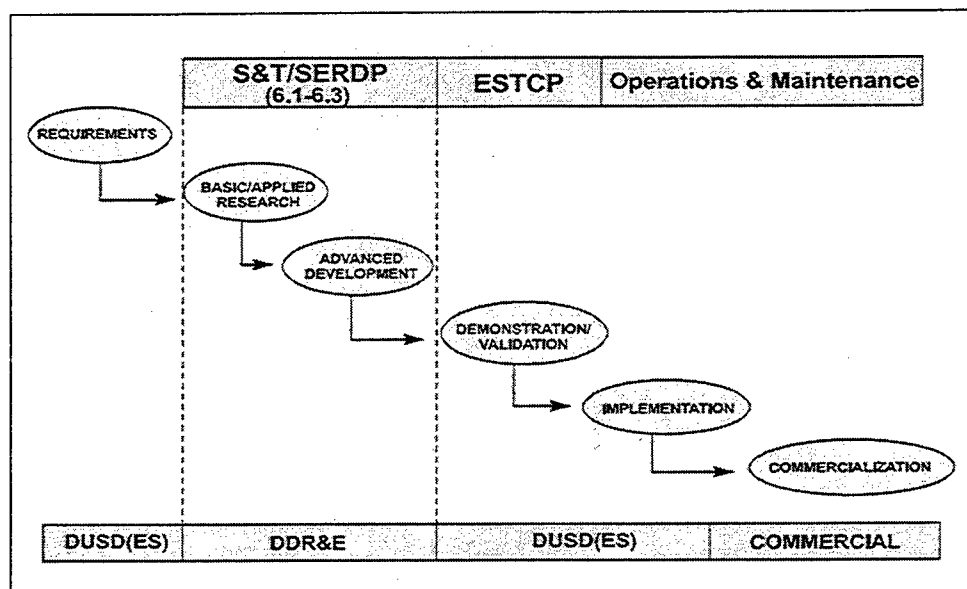 S&T/SERDP
(6.1-6.3)
ESTCP
Operations & Maintenance
REQUIREMENTS
BASIC/APPLIED
RESEARCH
ADVANCED
DEVELOPMENT
DEMONSTRATION/
VALIDATION
IMPLEMENTATION
COMMERCIALIZATION
DUSD(ES)
DDR&E
DUSD(ES)
COMMERCIAL